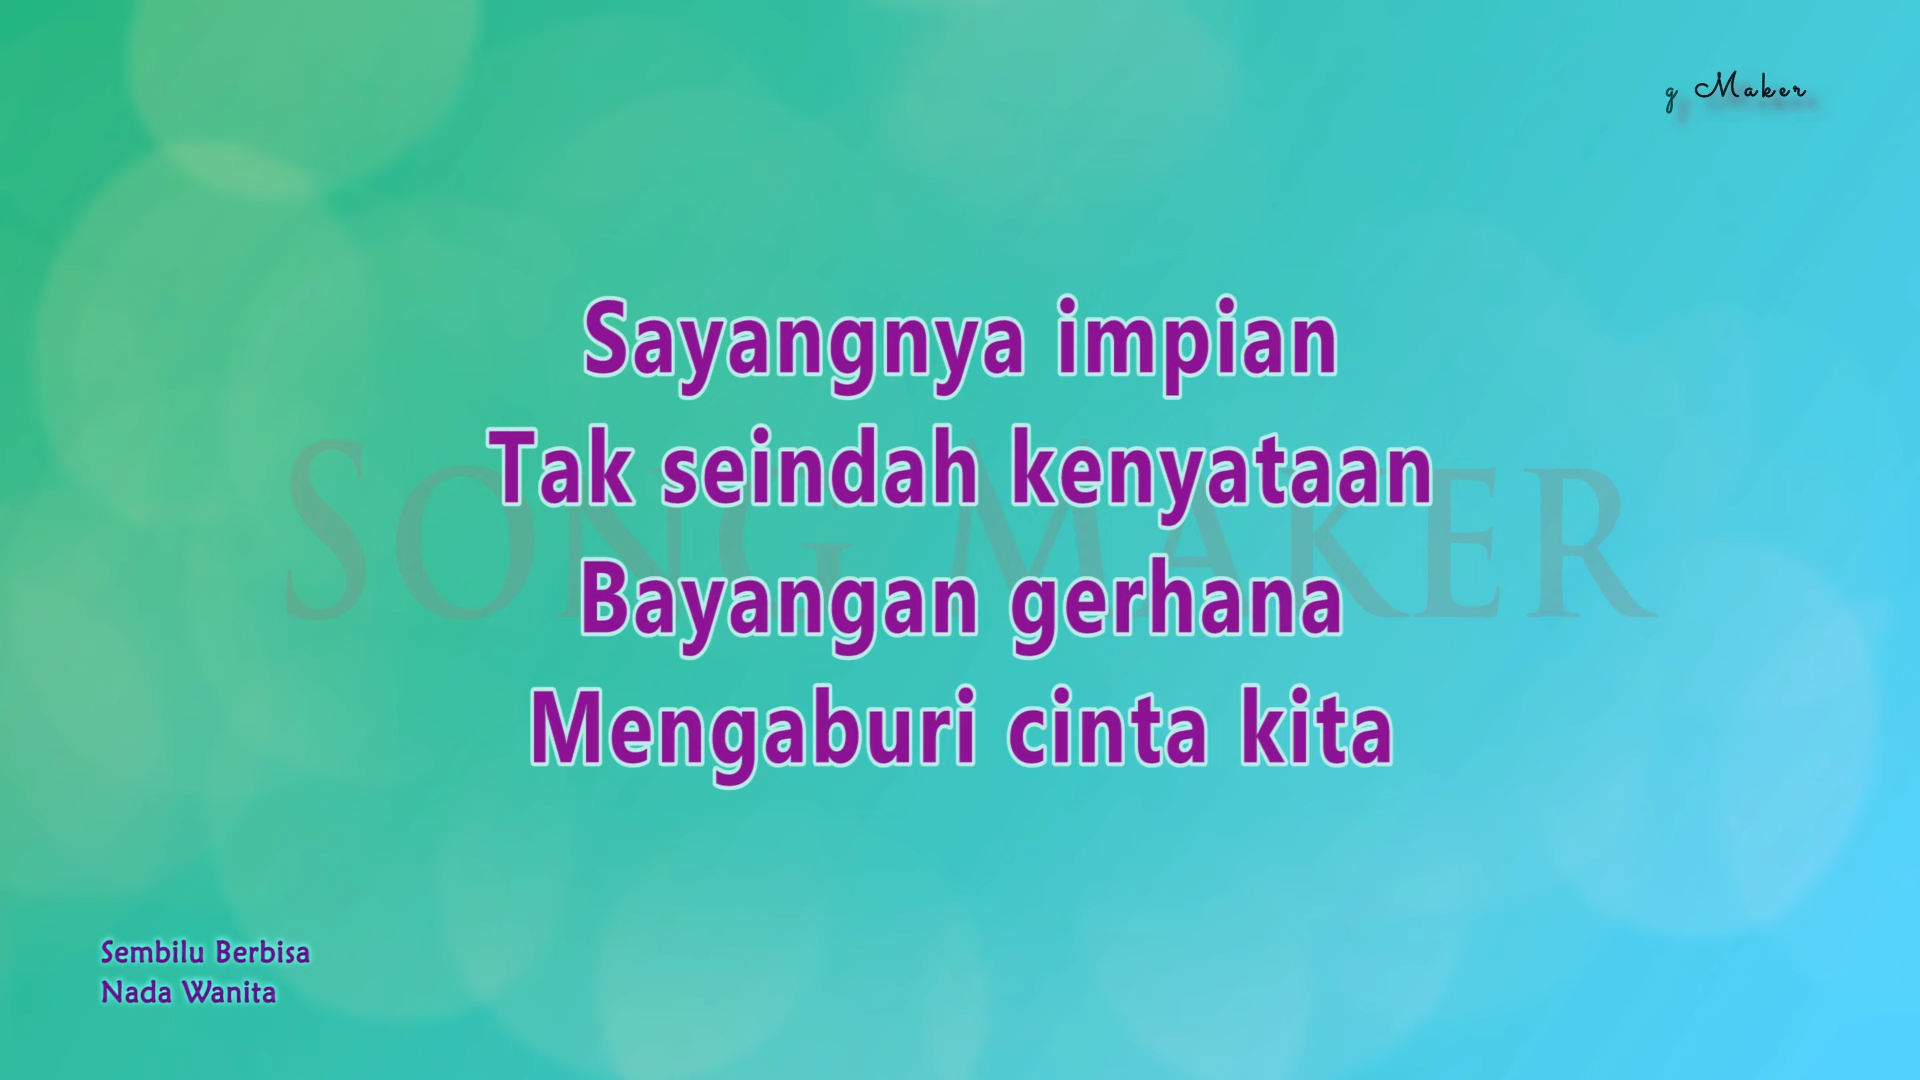 g Maker
Sayangnya impian
Tak seindah kenyataan
Bayangan gerhana
Mengaburi cinta kita
SONG MAKER
Sembilu Berbisa
Nada Wanita